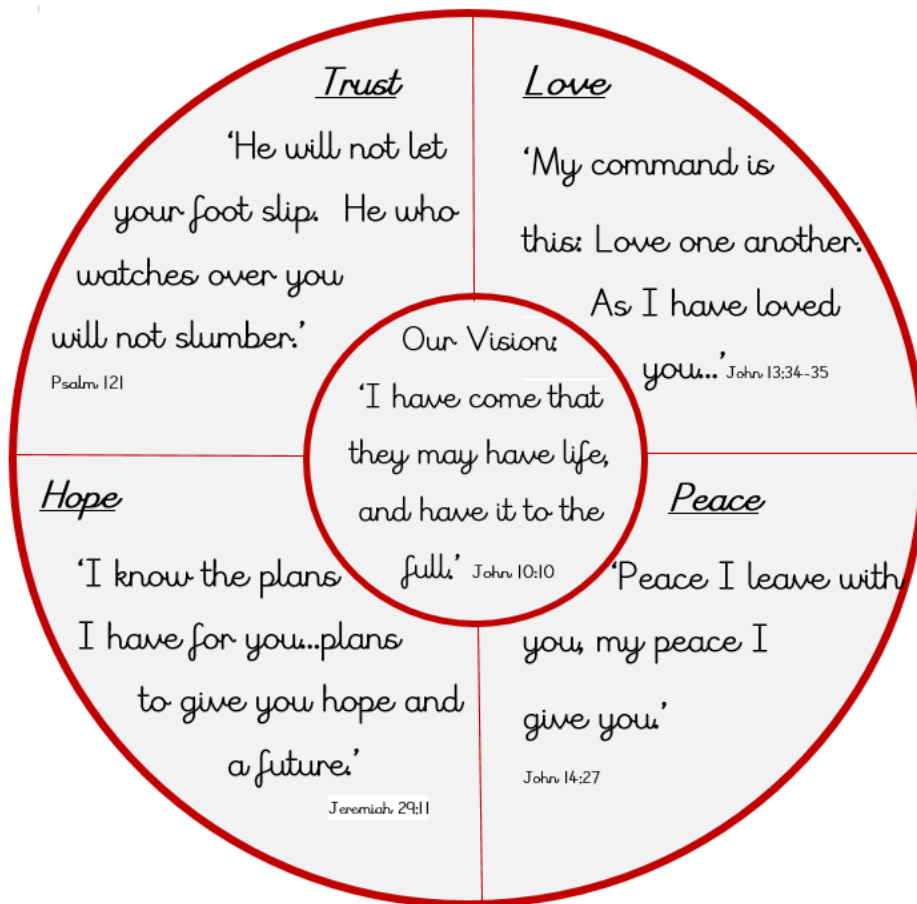 Trust
‘He will not let
your foot slip.  He who
watches over you
will not slumber.’
Psalm 121
Love
‘My command is
this: Love one another.
As I have loved
you...’ John 13:34-35
Our Vision:
‘I have come that
they may have life,
and have it to the
full.’ John 10:10
Hope
‘I know the plans
I have for you...plans
to give you hope and
a future.’
Jeremiah 29:11
Peace
‘Peace I leave with
you, my peace I
give you.’
John 14:27